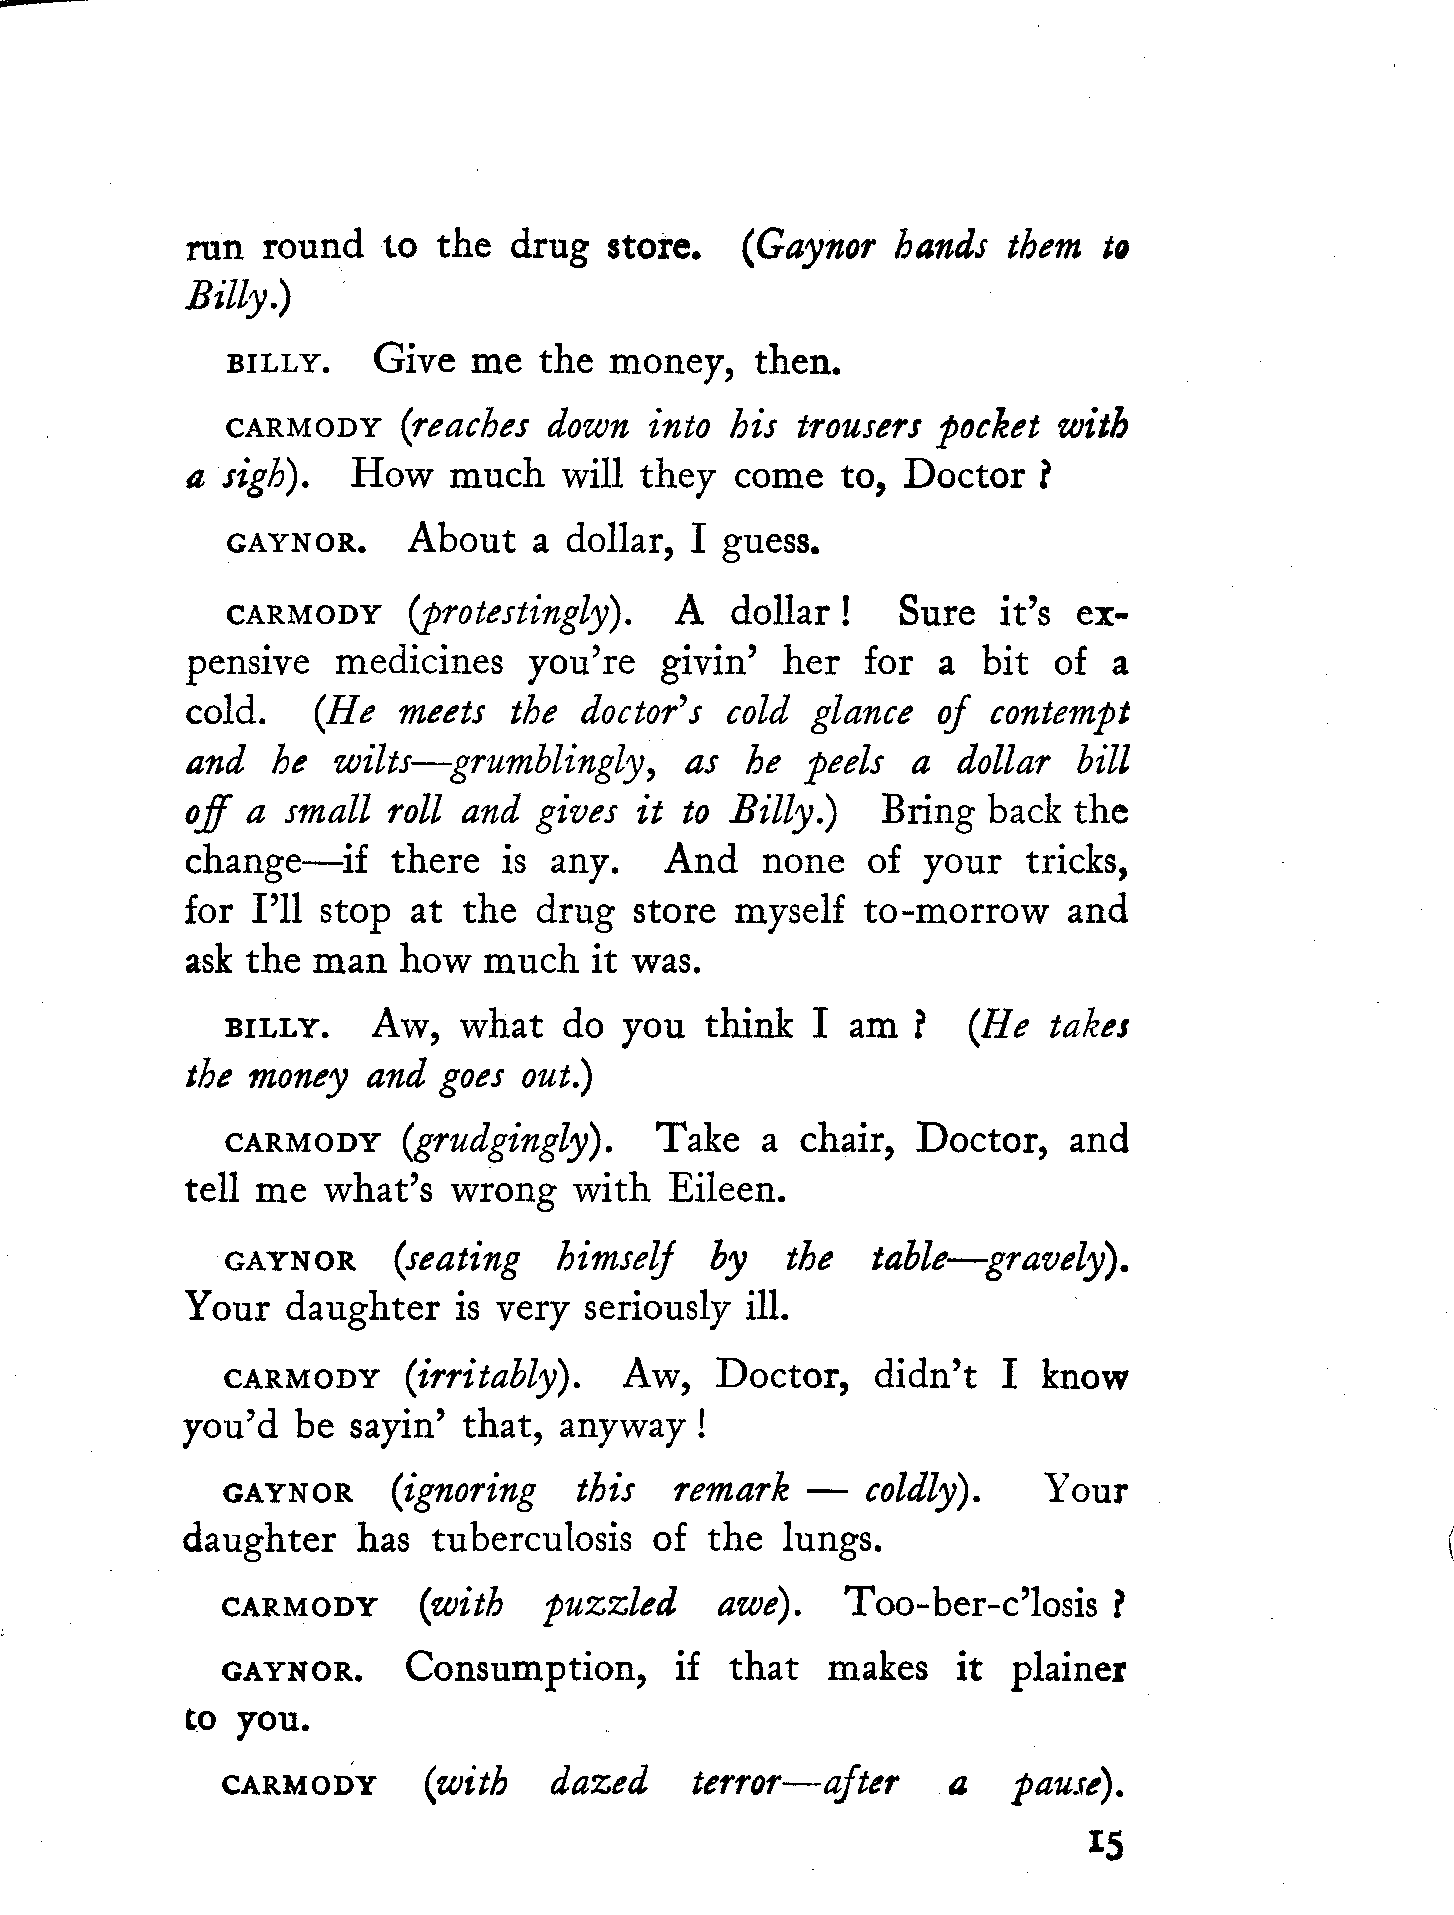 run round to the drug store. (Gaynor hands them to
Billy.)
BILLY. Give me the money, then.
CARMODY (reaches down into his trousers pocket with
a sigh). How much will they come to, Doctor ?
GAYNOR. About a dollar, I guess.
CARMODY (protestingly). A dollar ! Sure it's ex-
pensive medicines you're givin' her for a bit of a
cold. (He meets the doctor's cold glance of contempt
and he wilts—grumblingly, as he peels a dollar bill
off a small roll and gives it to Billy.) Bring back the
change—if there is any. And none of your tricks,
for I'll stop at the drug store myself to-morrow and
ask the man how much it was.
BILLY. Aw, what do you think I am ? (He takes
the money and goes out.)
CARMODY (grudgingly). Take a chair, Doctor, and
tell me what's wrong with Eileen.
GAYNOR (seating himself by the table—gravely).
Your daughter is very seriously ill.
CARMODY (irritably). Aw, Doctor, didn't I know
you'd be sayin' that, anyway !
GAYNOR (ignoring this remark — coldly). Your
daughter has tuberculosis of the lungs.
CARMODY (with puzzled awe). Too-ber-c'losis ?
GAYNOR. Consumption, if that makes it plainer
to you.
CARMODY (with dazed terror—after a pause).
15